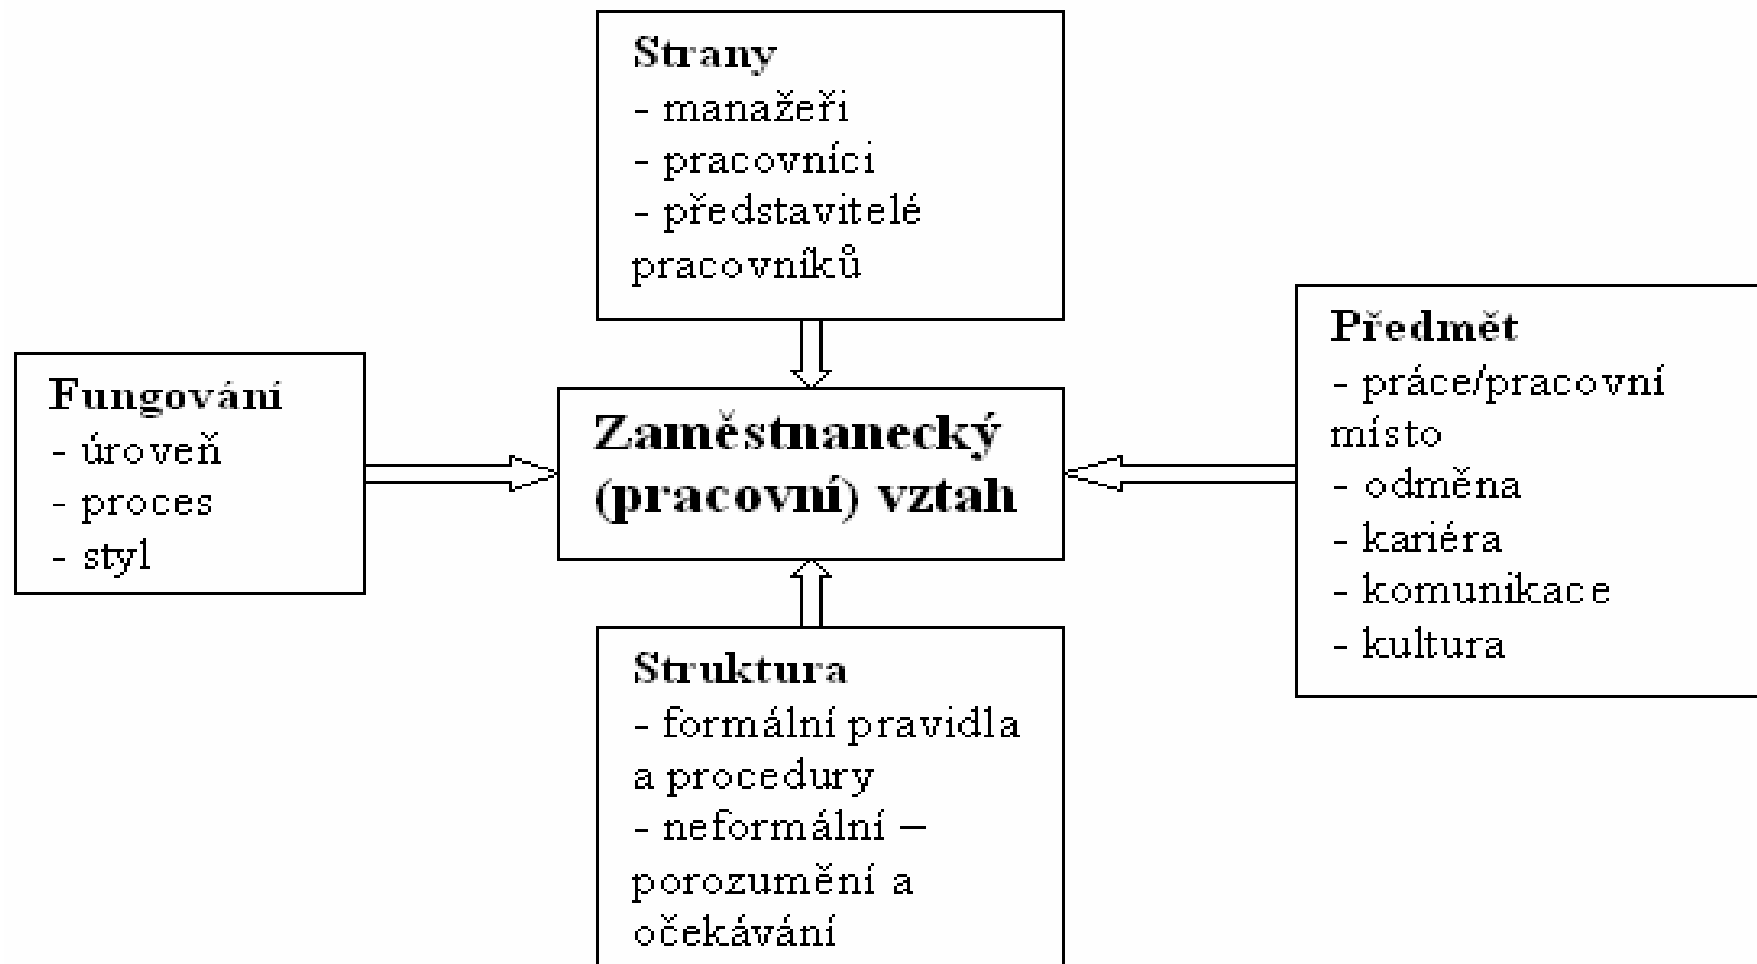 Strany
- manažeři
- pracovníci
- představitelé
pracovníků
Fungování
- úroveň
- proces
- styl
Zaměstnanecký
(pracovní) vztah
Předmět
- práce/pracovní
místo
- odměna
- kariéra
- komunikace
- kultura
Struktura
- formální pravidla
a procedury
- neformální –
porozumění a
očekávání